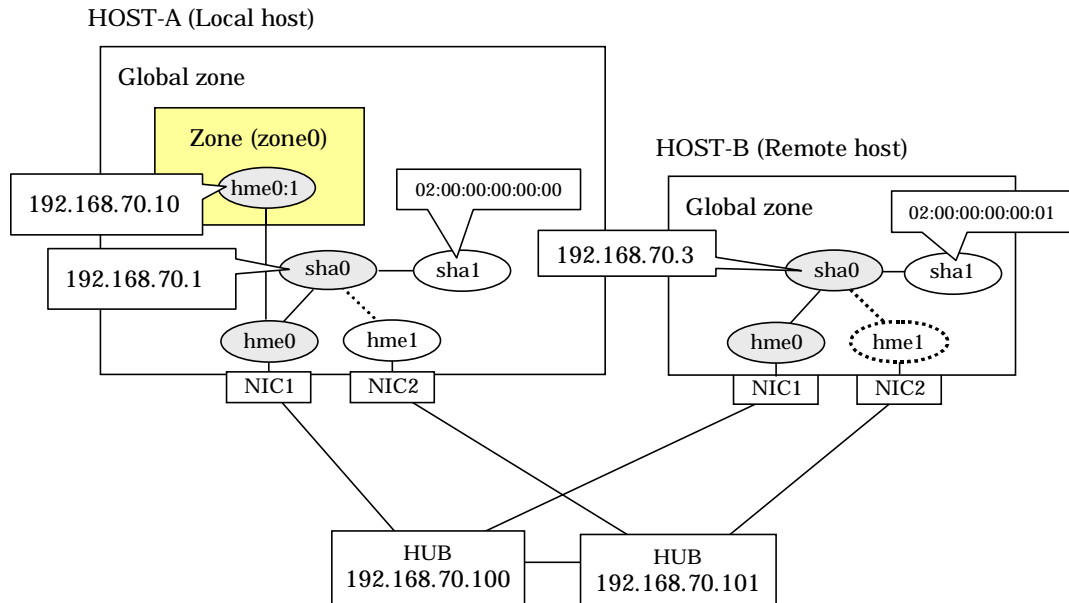 HOST-A (Local host)
Global zone
Zone (zone0)
hme0:1
192.168.70.10
02:00:00:00:00:00
192.168.70.1
sha0
sha1
hme0
hme1
NIC1
NIC2
HOST-B (Remote host)
Global zone
02:00:00:00:00:01
192.168.70.3
sha0
sha1
hme0
hme1
NIC1
NIC2
HUB
192.168.70.100
HUB
192.168.70.101